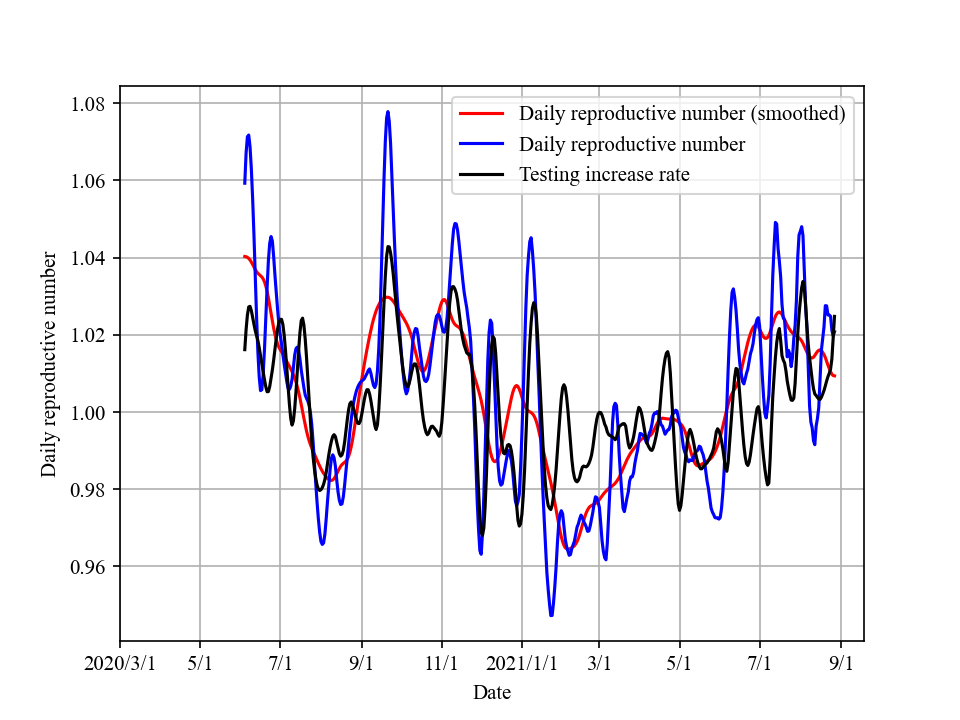 Daily reproductive number (smoothed)
Daily reproductive number
Testing increase rate
Daily reproductive number
1.08
1.06
1.04
1.02
1.00
0.98
0.96
2020/3/1 5/1 7/1 9/1 11/1 2021/1/1 3/1 5/1 7/1 9/1
Date